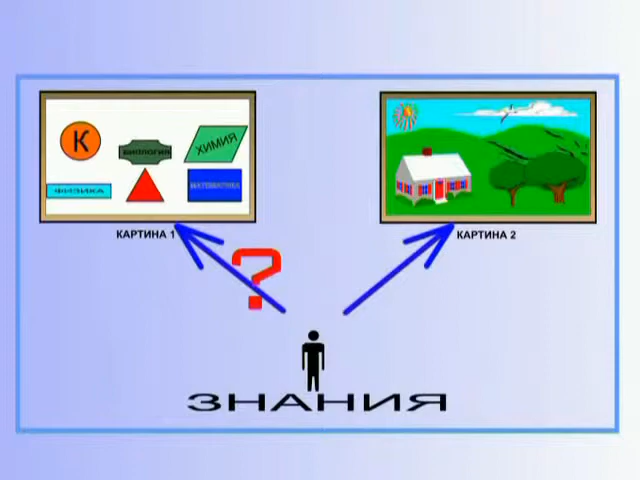 К
БИОЛОГИЯ
ХИМИЯ
ФИЗИКА
МАТЕМАТИКА
КАРТИНА 1
КАРТИНА 2
?
ЗНАНИЯ